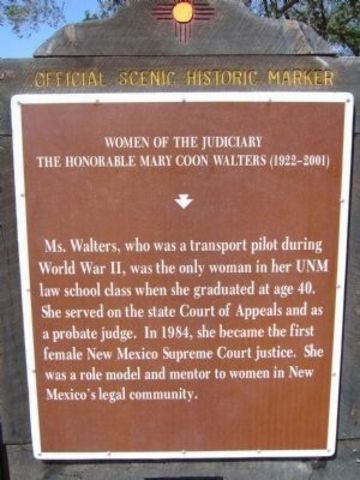 OFFICIAL SCENIC HISTORIC MARKER
WOMEN OF THE JUDICIARY
THE HONORABLE MARY COON WALTERS (1922–2001)
Ms. Walters, who was a transport pilot during
World War II, was the only woman in her UNM
law school class when she graduated at age 40.
She served on the state Court of Appeals and as
a probate judge. In 1984, she became the first
female New Mexico Supreme Court justice. She
was a role model and mentor to women in New
Mexico's legal community.